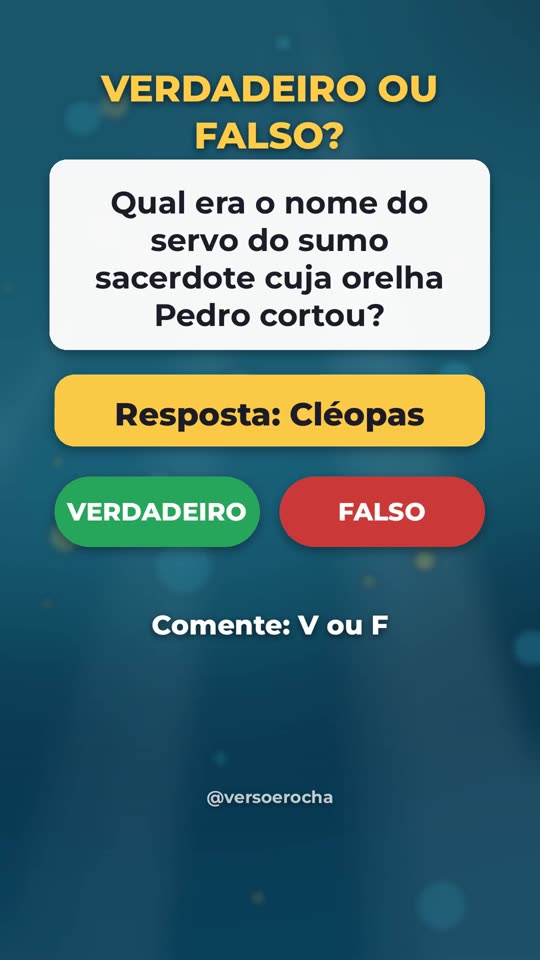 VERDADEIRO OU
FALSO?
Qual era o nome do
servo do sumo
sacerdote cuja orelha
Pedro cortou?
Resposta: Cléopas
VERDADEIRO
FALSO
Comente: V ou F
@versoerocha